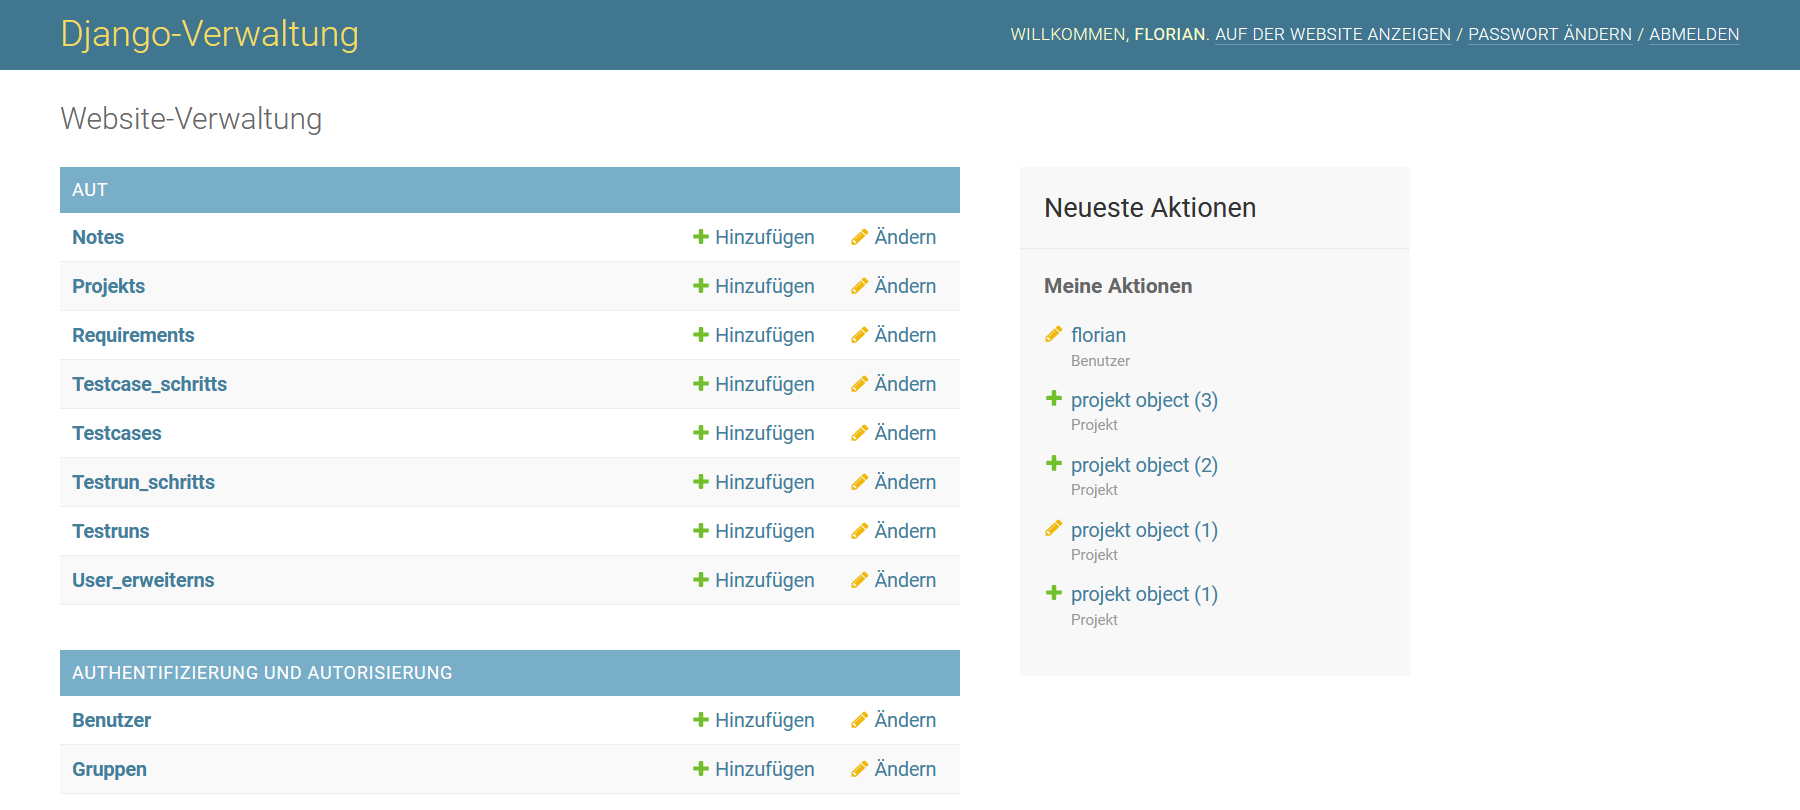 Django-Verwaltung
WILLKOMMEN, FLORIAN. AUF DER WEBSITE ANZEIGEN / PASSWORT ÄNDERN / ABMELDEN
Website-Verwaltung
AUT
Notes Hinzufügen Ändern
Projekts Hinzufügen Ändern
Requirements Hinzufügen Ändern
Testcase_schritts Hinzufügen Ändern
Testcases Hinzufügen Ändern
Testrun_schritts Hinzufügen Ändern
Testruns Hinzufügen Ändern
User_erweiterns Hinzufügen Ändern
AUTHENTIFIZIERUNG UND AUTORISIERUNG
Benutzer Hinzufügen Ändern
Gruppen Hinzufügen Ändern
Neueste Aktionen
Meine Aktionen
florian
Benutzer
projekt object (3)
Projekt
projekt object (2)
Projekt
projekt object (1)
Projekt
projekt object (1)
Projekt